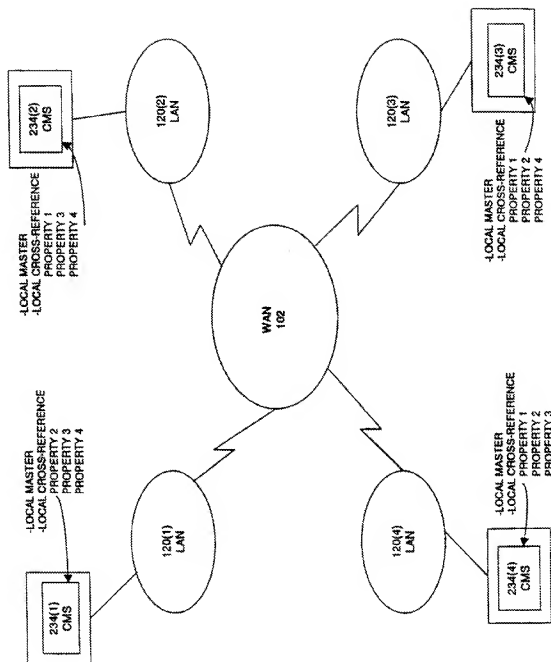 234(1)
CMS
-LOCAL MASTER
-LOCAL CROSS-REFERENCE
PROPERTY 2
PROPERTY 3
PROPERTY 4
-LOCAL MASTER
-LOCAL CROSS-REFERENCE
PROPERTY 1
PROPERTY 3
PROPERTY 4
234(2)
CMS
120(1)
LAN
120(2)
LAN
WAN
102
120(4)
LAN
120(3)
LAN
234(4)
CMS
-LOCAL MASTER
-LOCAL CROSS-REFERENCE
PROPERTY 1
PROPERTY 2
PROPERTY 3
-LOCAL MASTER
-LOCAL CROSS-REFERENCE
PROPERTY 1
PROPERTY 2
PROPERTY 4
234(3)
CMS